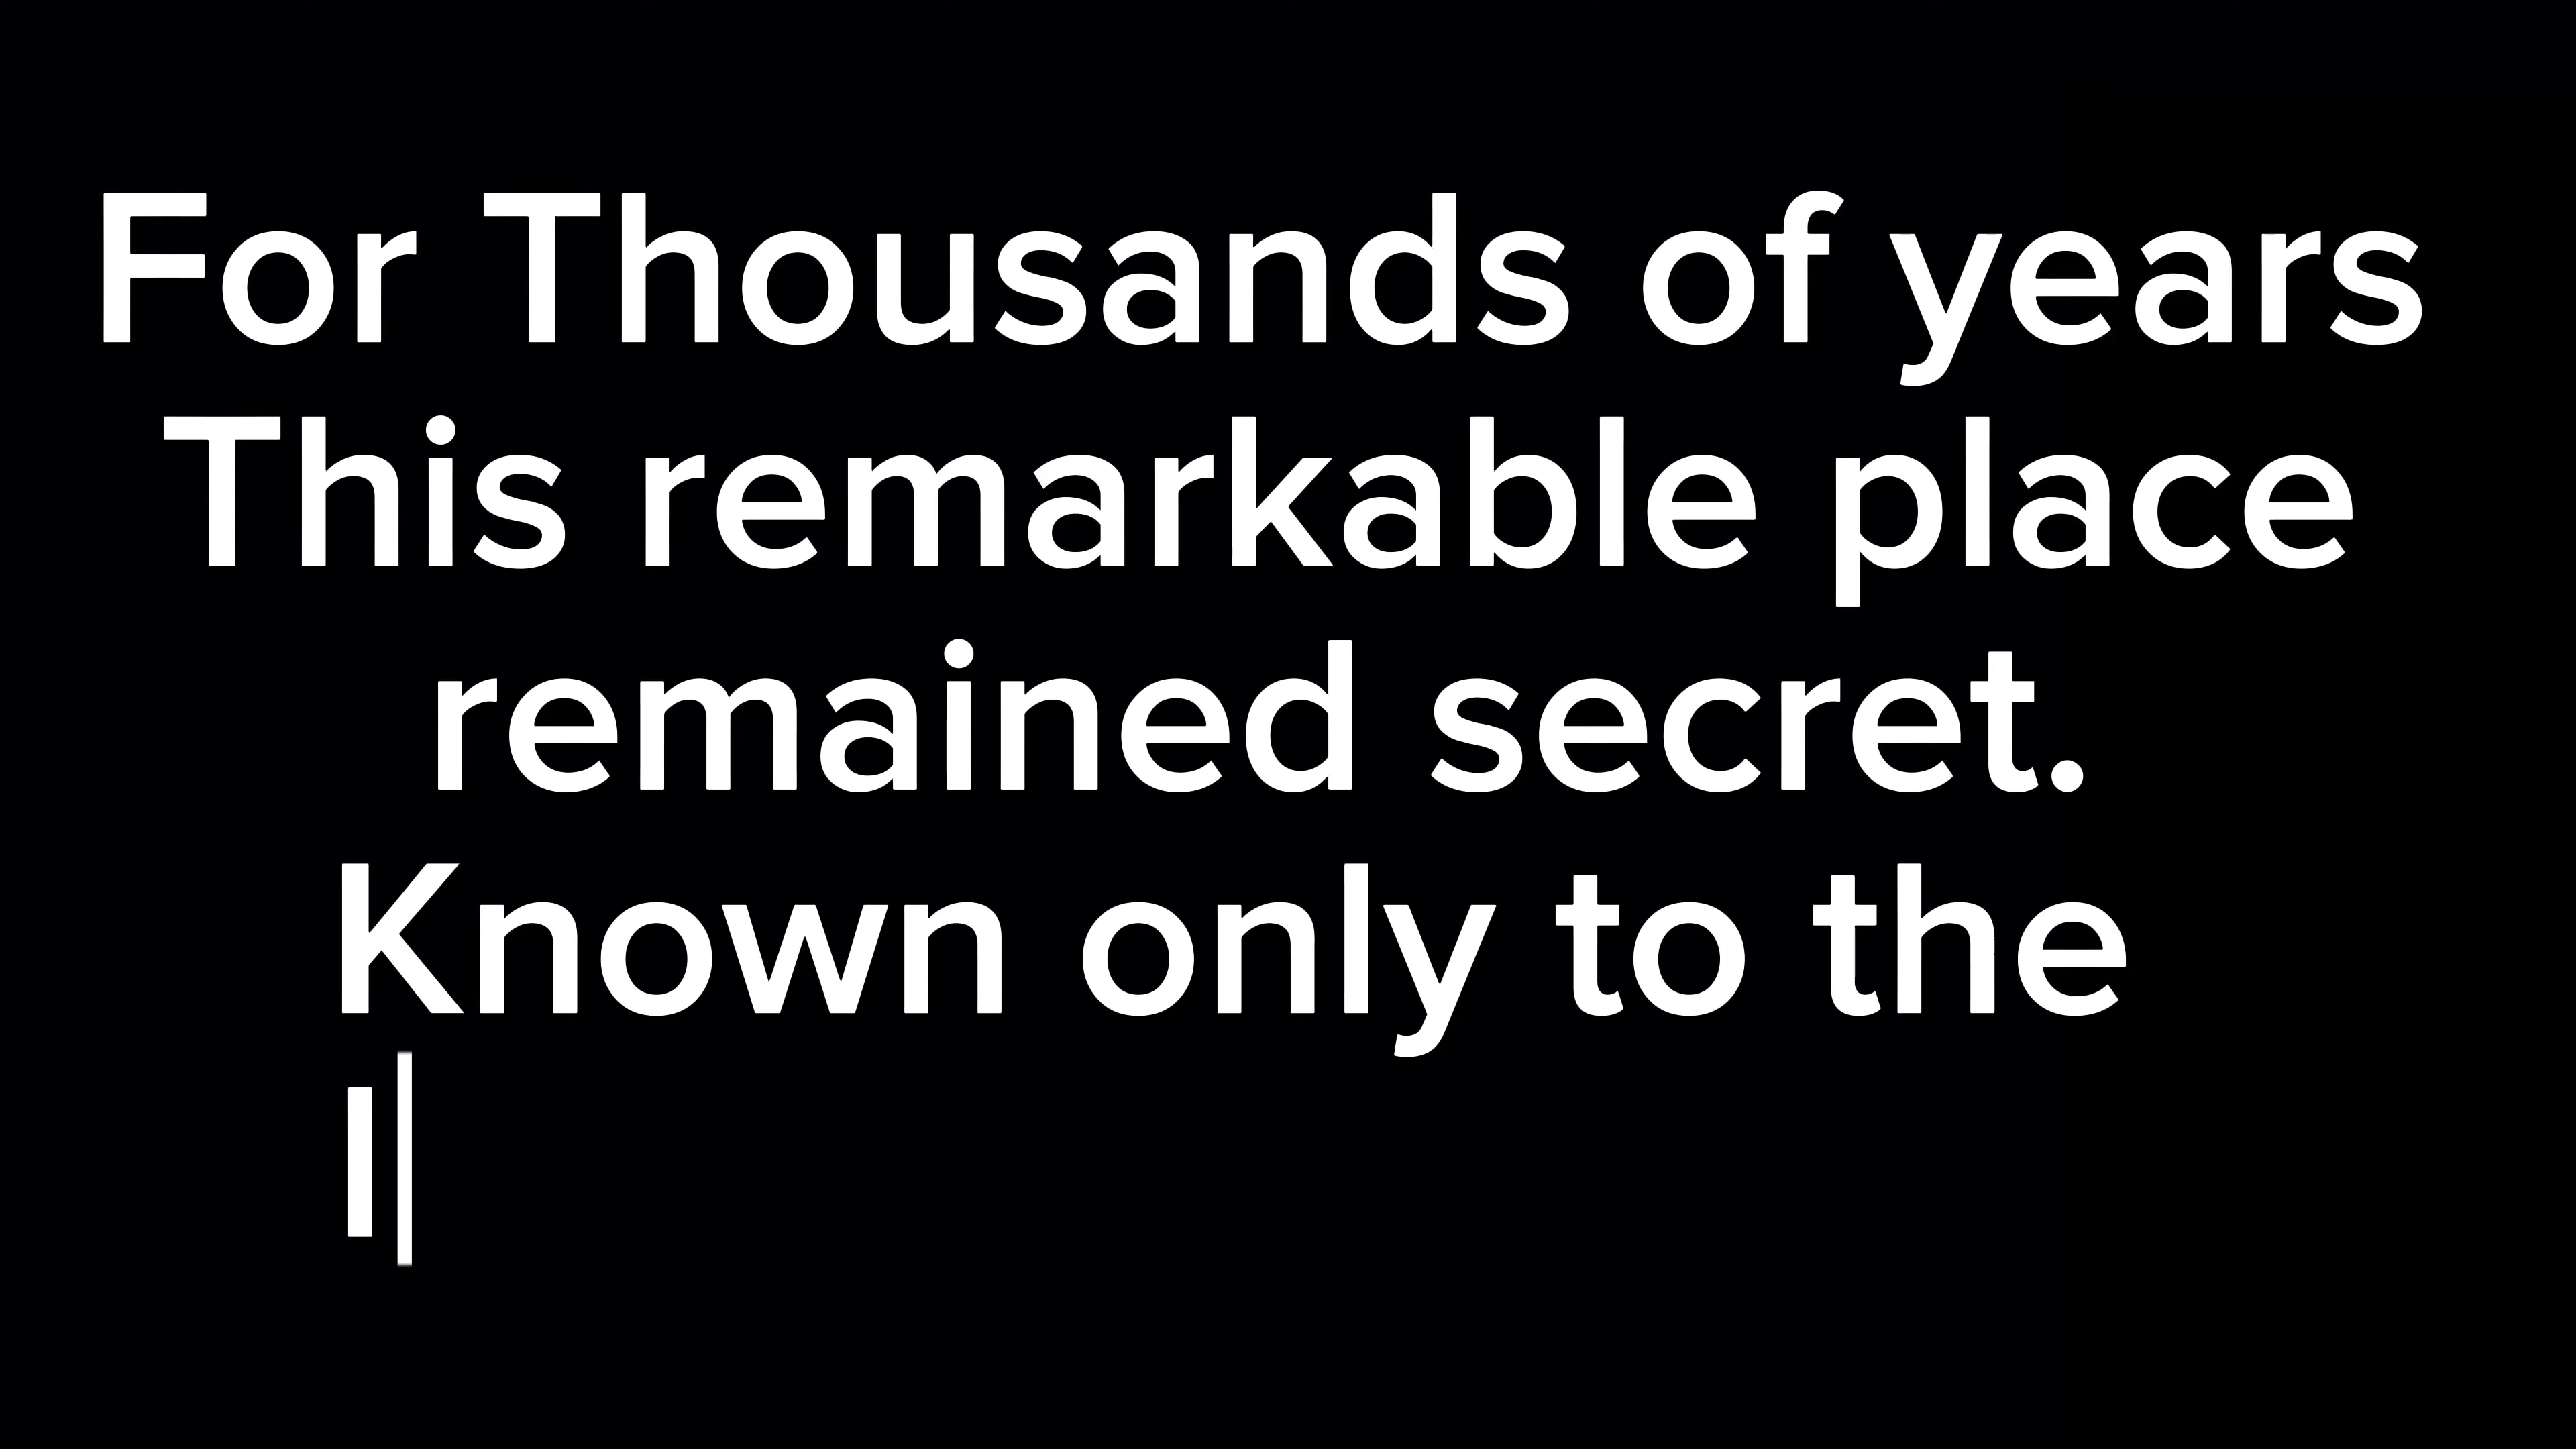 For Thousands of years
This remarkable place
remained secret.
Known only to the
l